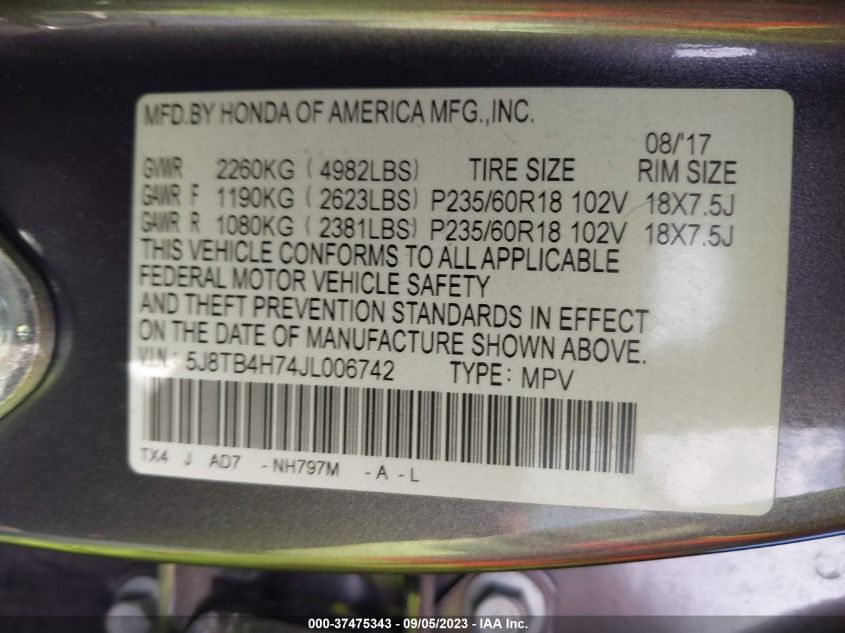 MFD.BY HONDA OF AMERICA MFG.,INC.
08/'17
GVWR 2260KG ( 4982LBS) TIRE SIZE RIM SIZE
GAWR F 1190KG ( 2623LBS) P235/60R18 102V 18X7.5J
GAWR R 1080KG ( 2381LBS) P235/60R18 102V 18X7.5J
THIS VEHICLE CONFORMS TO ALL APPLICABLE
FEDERAL MOTOR VEHICLE SAFETY
AND THEFT PREVENTION STANDARDS IN EFFECT
ON THE DATE OF MANUFACTURE SHOWN ABOVE.
VIN : 5J8TB4H74JL006742 TYPE: MPV
TX4 J AD7 -NH797M -A -L
000-37475343 - 09/05/2023 - IAA Inc.